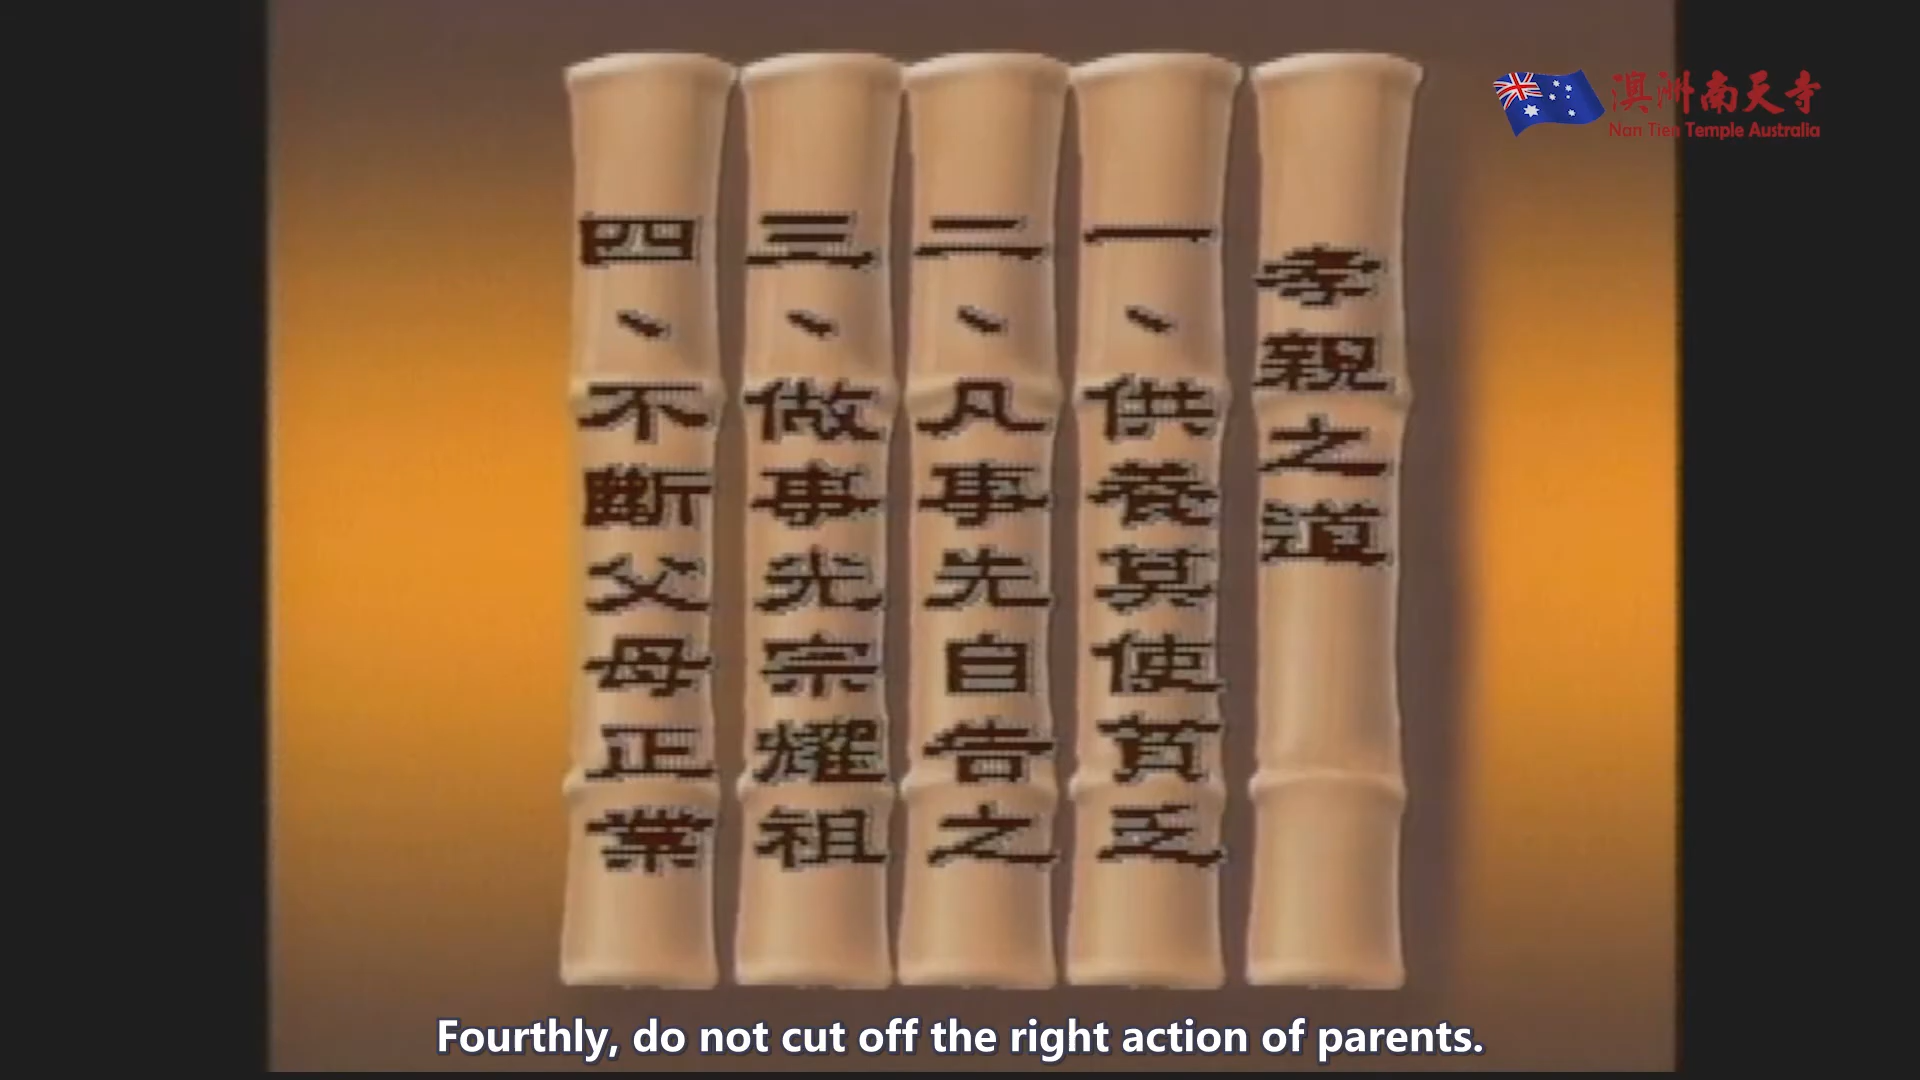 孝親之道
一、供養莫使貧乏
二、凡事先自告之
三、做事光宗耀祖
四、不斷父母正業
澳洲南天寺
Nan Tien Temple Australia
Fourthly, do not cut off the right action of parents.